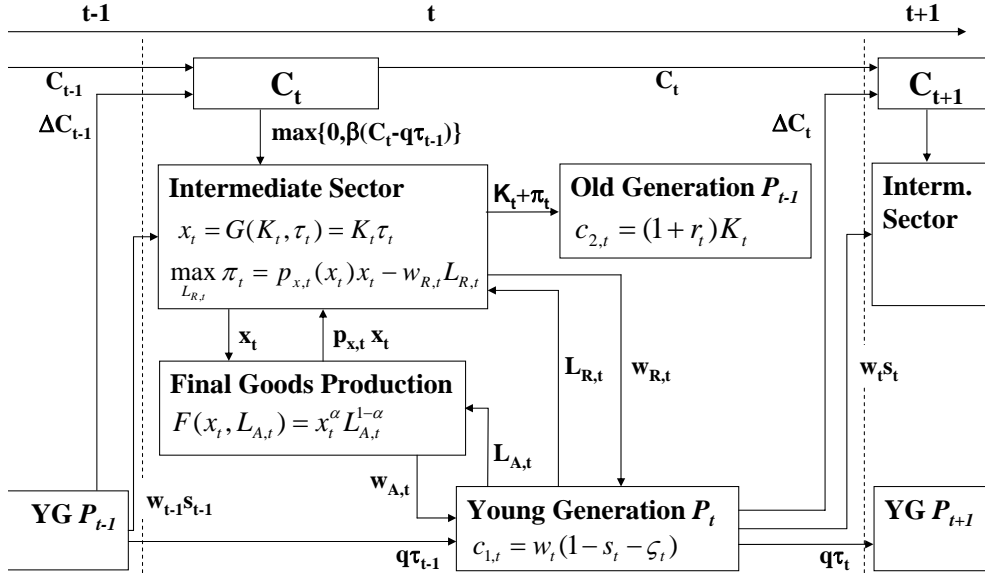 t-1 t t+1
C_{t-1} C_t C_t C_{t+1}
ΔC_{t-1} ΔC_t
max{0,β(C_t-qτ_{t-1})}
Intermediate Sector
x_t = G(K_t, τ_t) = K_t τ_t
max_{L_{R,t}} π_t = p_{x,t}(x_t)x_t − w_{R,t}L_{R,t}
K_t+π_t
Old Generation P_{t-1}
c_{2,t} = (1 + r_t)K_t
Interm.
Sector
x_t p_{x,t} x_t
L_{R,t} w_{R,t} w_t s_t
Final Goods Production
F(x_t, L_{A,t}) = x_t^α L_{A,t}^{1−α}
L_{A,t}
w_{A,t}
w_{t-1}s_{t-1}
YG P_{t-1}
Young Generation P_t
c_{1,t} = w_t(1 − s_t − ς_t)
YG P_{t+1}
qτ_{t-1} qτ_t